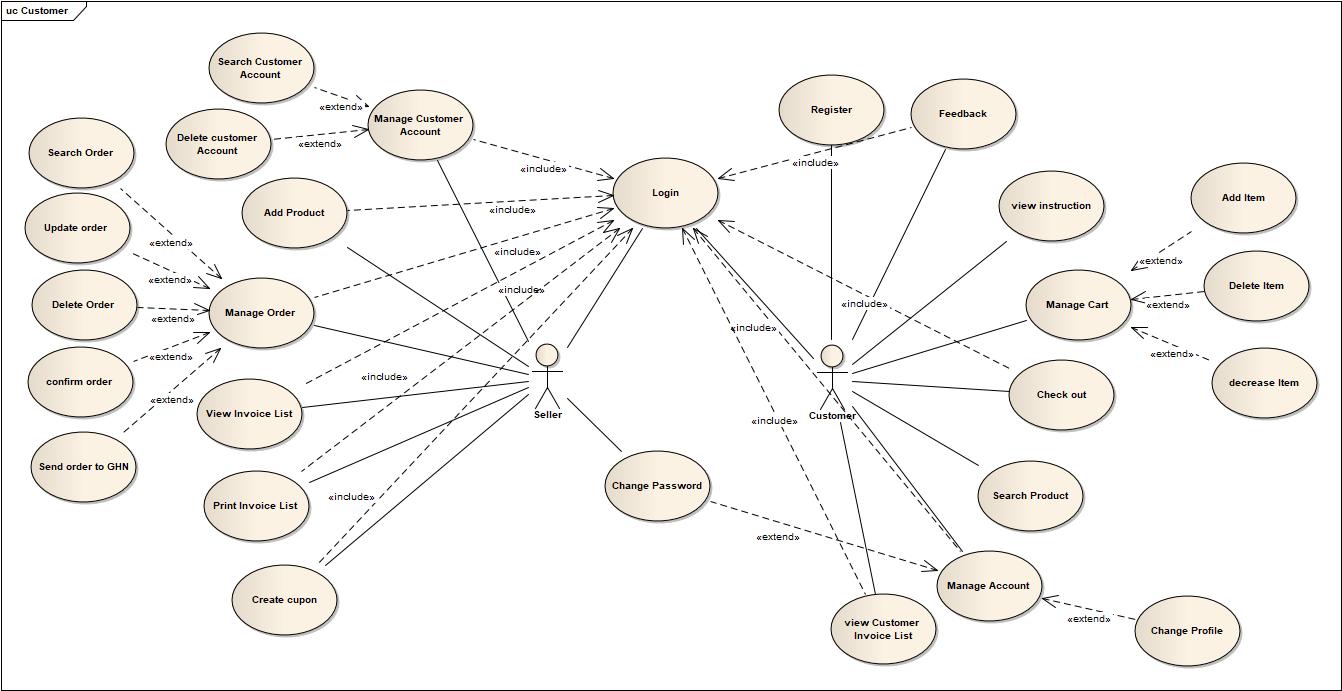 uc Customer
Search Customer
Account
«extend»
Manage Customer
Account
Delete customer
Account
«extend»
Search Order
Add Product
Update order
«extend»
«extend»
Delete Order
«extend»
Manage Order
confirm order
«extend»
Send order to GHN
«extend»
View Invoice List
Print Invoice List
Create cupon
«include»
«include»
«include»
«include»
«include»
«include»
Login
Seller
Change Password
«extend»
Register
Feedback
«include»
view instruction
Add Item
«extend»
Manage Cart
Delete Item
«extend»
«extend»
decrease Item
«include»
«include»
Check out
Customer
«include»
Search Product
Manage Account
view Customer
Invoice List
«extend»
Change Profile